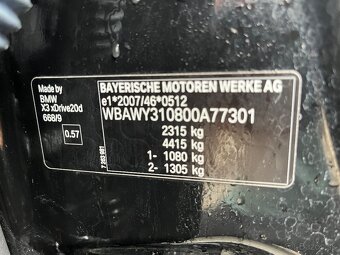 Made by
BMW
X3 xDrive20d
668/9
0.57
BAYERISCHE MOTOREN WERKE AG
e1*2007/46*0512
WBAWY310800A77301
2315 kg
4415 kg
1- 1080 kg
2- 1305 kg